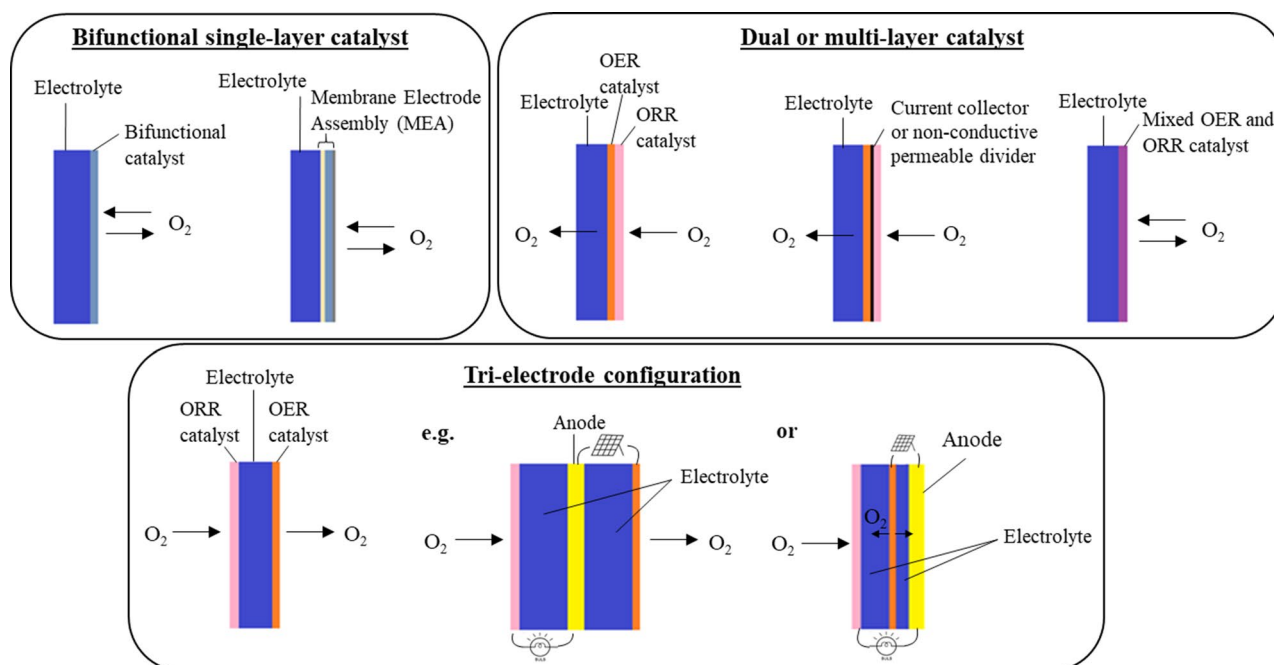 Bifunctional single-layer catalyst
Electrolyte
Bifunctional
catalyst
O2
Electrolyte
Membrane Electrode
Assembly (MEA)
O2
Dual or multi-layer catalyst
Electrolyte
OER
catalyst
ORR
catalyst
O2
O2
Electrolyte
Current collector
or non-conductive
permeable divider
O2
O2
Electrolyte
Mixed OER and
ORR catalyst
O2
Tri-electrode configuration
Electrolyte
ORR
catalyst
OER
catalyst
O2
O2
e.g.
Anode
Electrolyte
O2
O2
BULB
or
Anode
O2
O2
Electrolyte
BULB